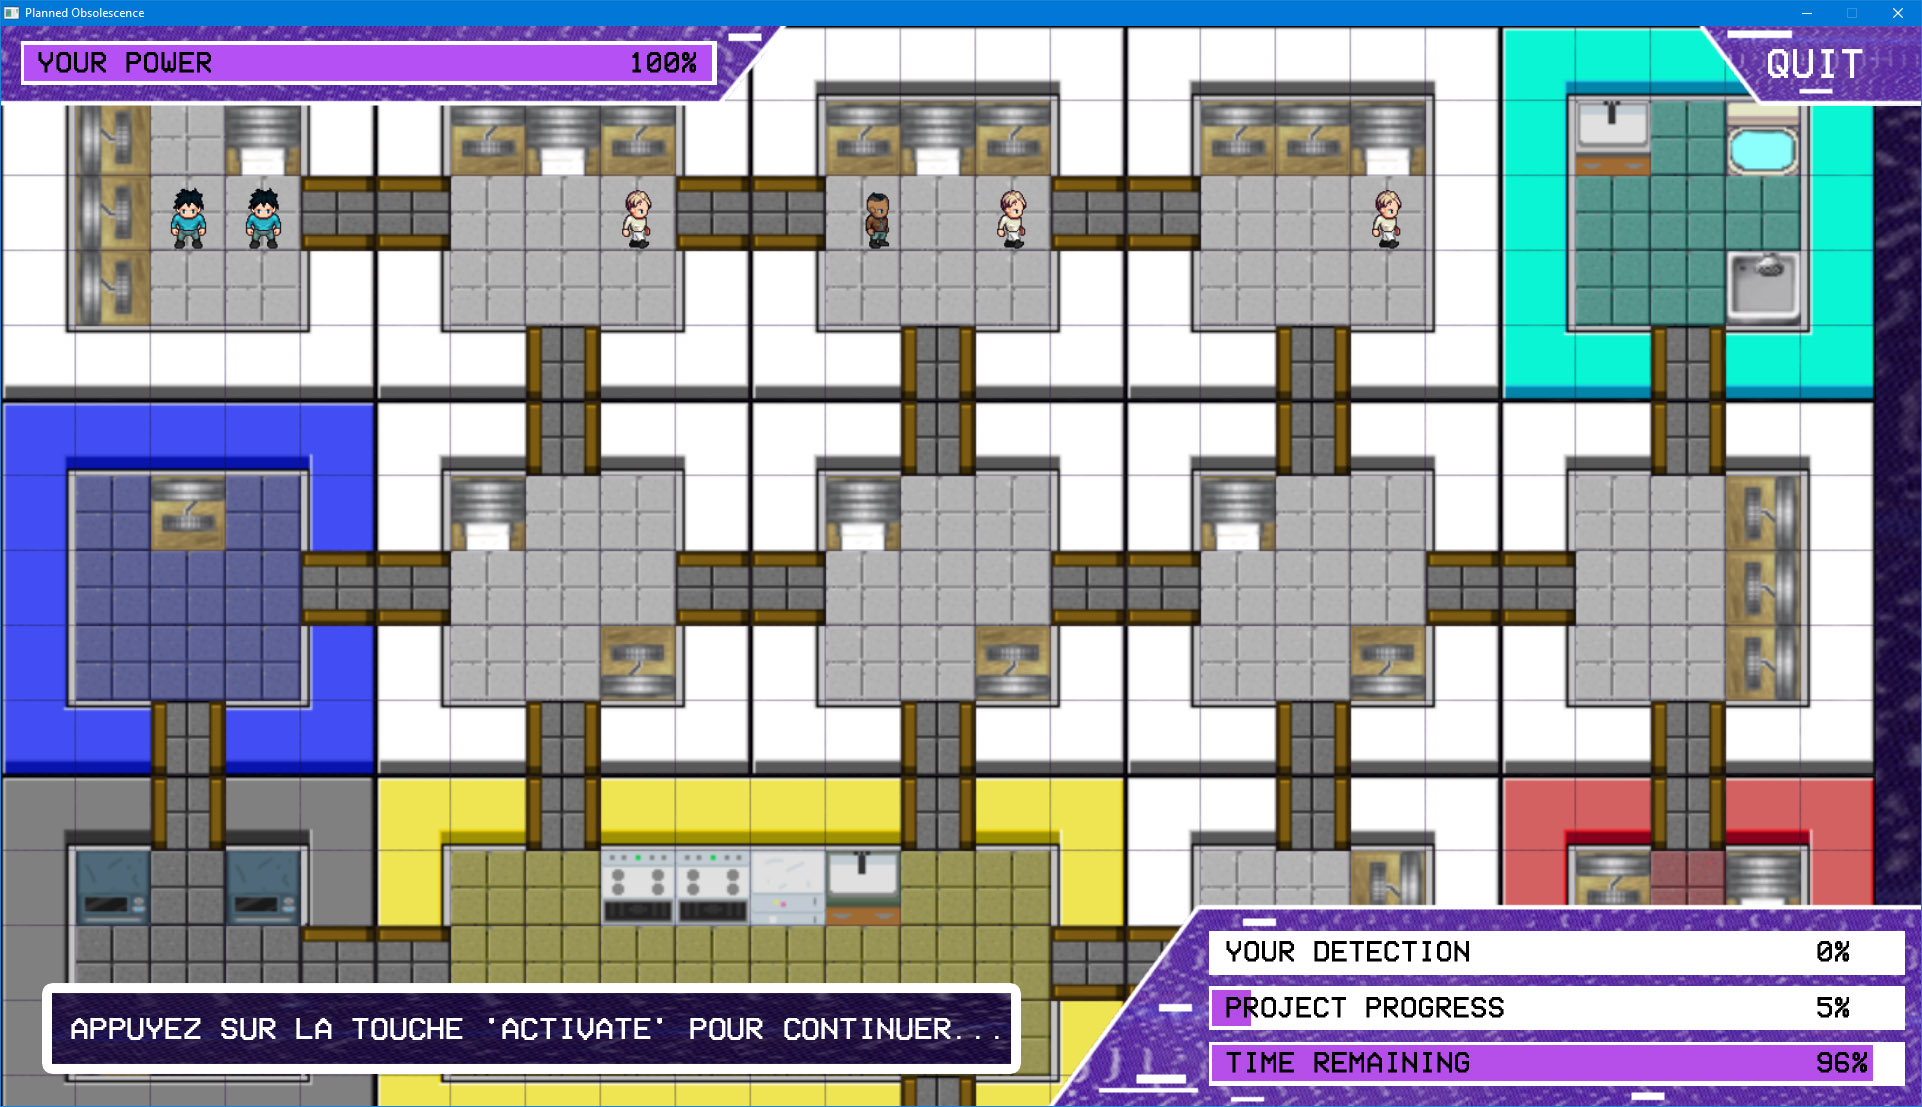 Planned Obsolescence
YOUR POWER 100%
QUIT
YOUR DETECTION 0%
PROJECT PROGRESS 5%
APPUYEZ SUR LA TOUCHE 'ACTIVATE' POUR CONTINUER...
TIME REMAINING 96%